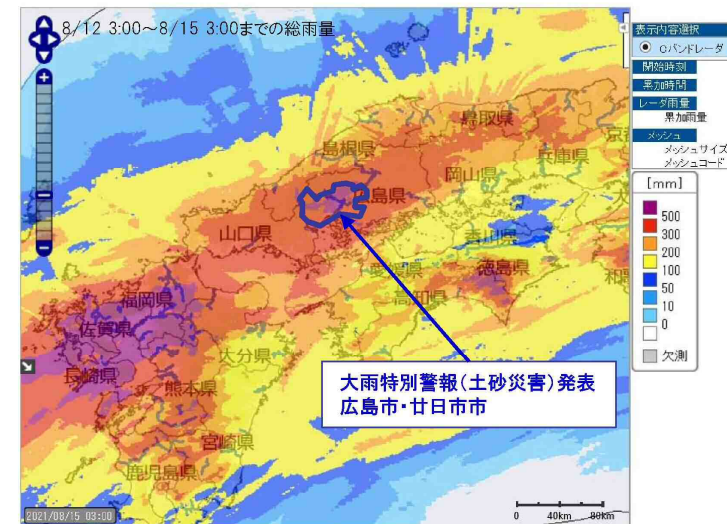 8/12 3:00～8/15 3:00までの総雨量
表示内容選択
Cバンドレーダ
開始時刻
累加時間
レーダ雨量
累加雨量
メッシュ
メッシュサイズ
メッシュコード
[mm]
500
300
200
100
50
10
0
欠測
鳥取県
島根県
兵庫県
岡山県
島県
山口県
香川県
愛媛県
徳島県
高知県
福岡県
佐賀県
大分県
長崎県
熊本県
宮崎県
鹿児島県
大雨特別警報(土砂災害)発表
広島市・廿日市市
2021/08/15 03:00
0 40km 80km